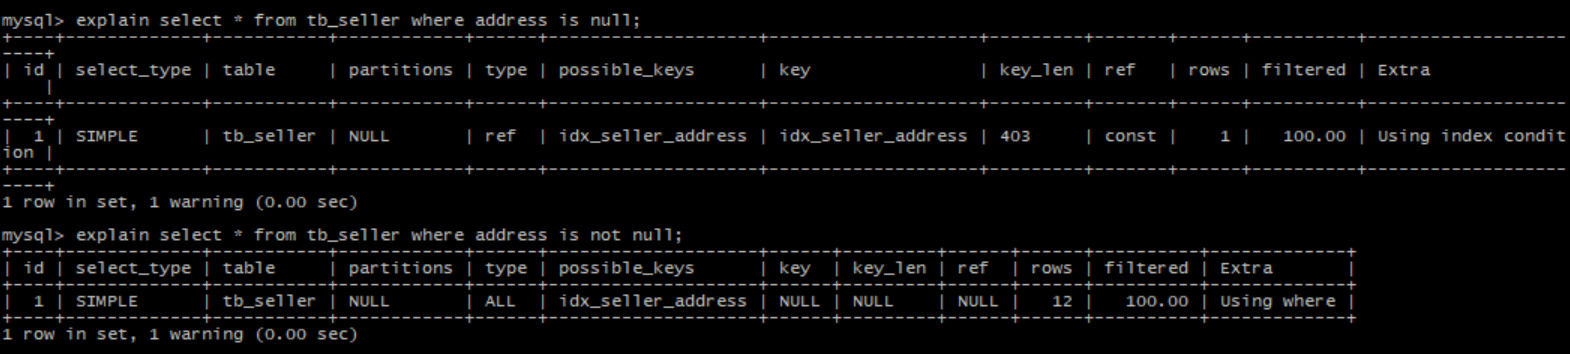 mysql> explain select * from tb_seller where address is null;
+----+-------------+-----------+------------+------+--------------------+--------------------+---------+-------+------+----------+------------------
----+
| id | select_type | table     | partitions | type | possible_keys      | key                | key_len | ref   | rows | filtered | Extra
    |
+----+-------------+-----------+------------+------+--------------------+--------------------+---------+-------+------+----------+------------------
----+
|  1 | SIMPLE      | tb_seller | NULL       | ref  | idx_seller_address | idx_seller_address | 403     | const |    1 |   100.00 | Using index condit
ion |
+----+-------------+-----------+------------+------+--------------------+--------------------+---------+-------+------+----------+------------------
----+
1 row in set, 1 warning (0.00 sec)
mysql> explain select * from tb_seller where address is not null;
+----+-------------+-----------+------------+------+--------------------+------+---------+------+------+----------+-------------+
| id | select_type | table     | partitions | type | possible_keys      | key  | key_len | ref  | rows | filtered | Extra       |
+----+-------------+-----------+------------+------+--------------------+------+---------+------+------+----------+-------------+
|  1 | SIMPLE      | tb_seller | NULL       | ALL  | idx_seller_address | NULL | NULL    | NULL |   12 |   100.00 | Using where |
+----+-------------+-----------+------------+------+--------------------+------+---------+------+------+----------+-------------+
1 row in set, 1 warning (0.00 sec)